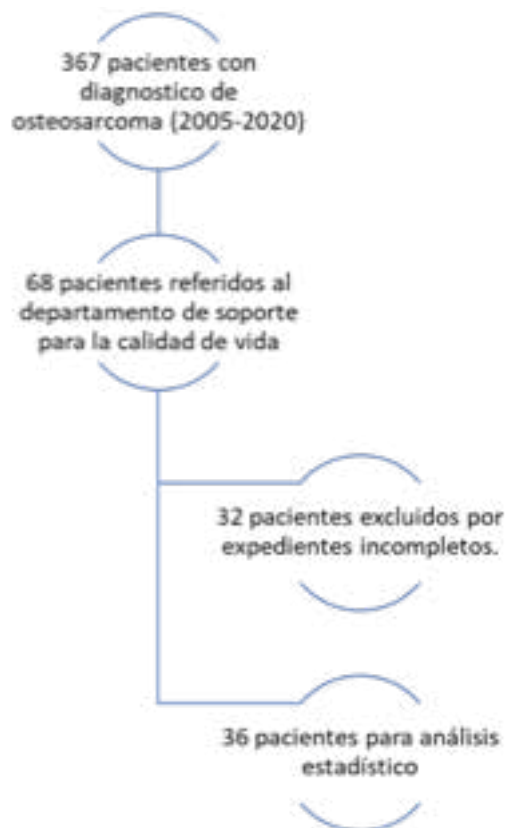 367 pacientes con
diagnostico de
osteosarcoma (2005-2020)
68 pacientes referidos al
departamento de soporte
para la calidad de vida
32 pacientes excluidos por
expedientes incompletos.
36 pacientes para análisis
estadístico